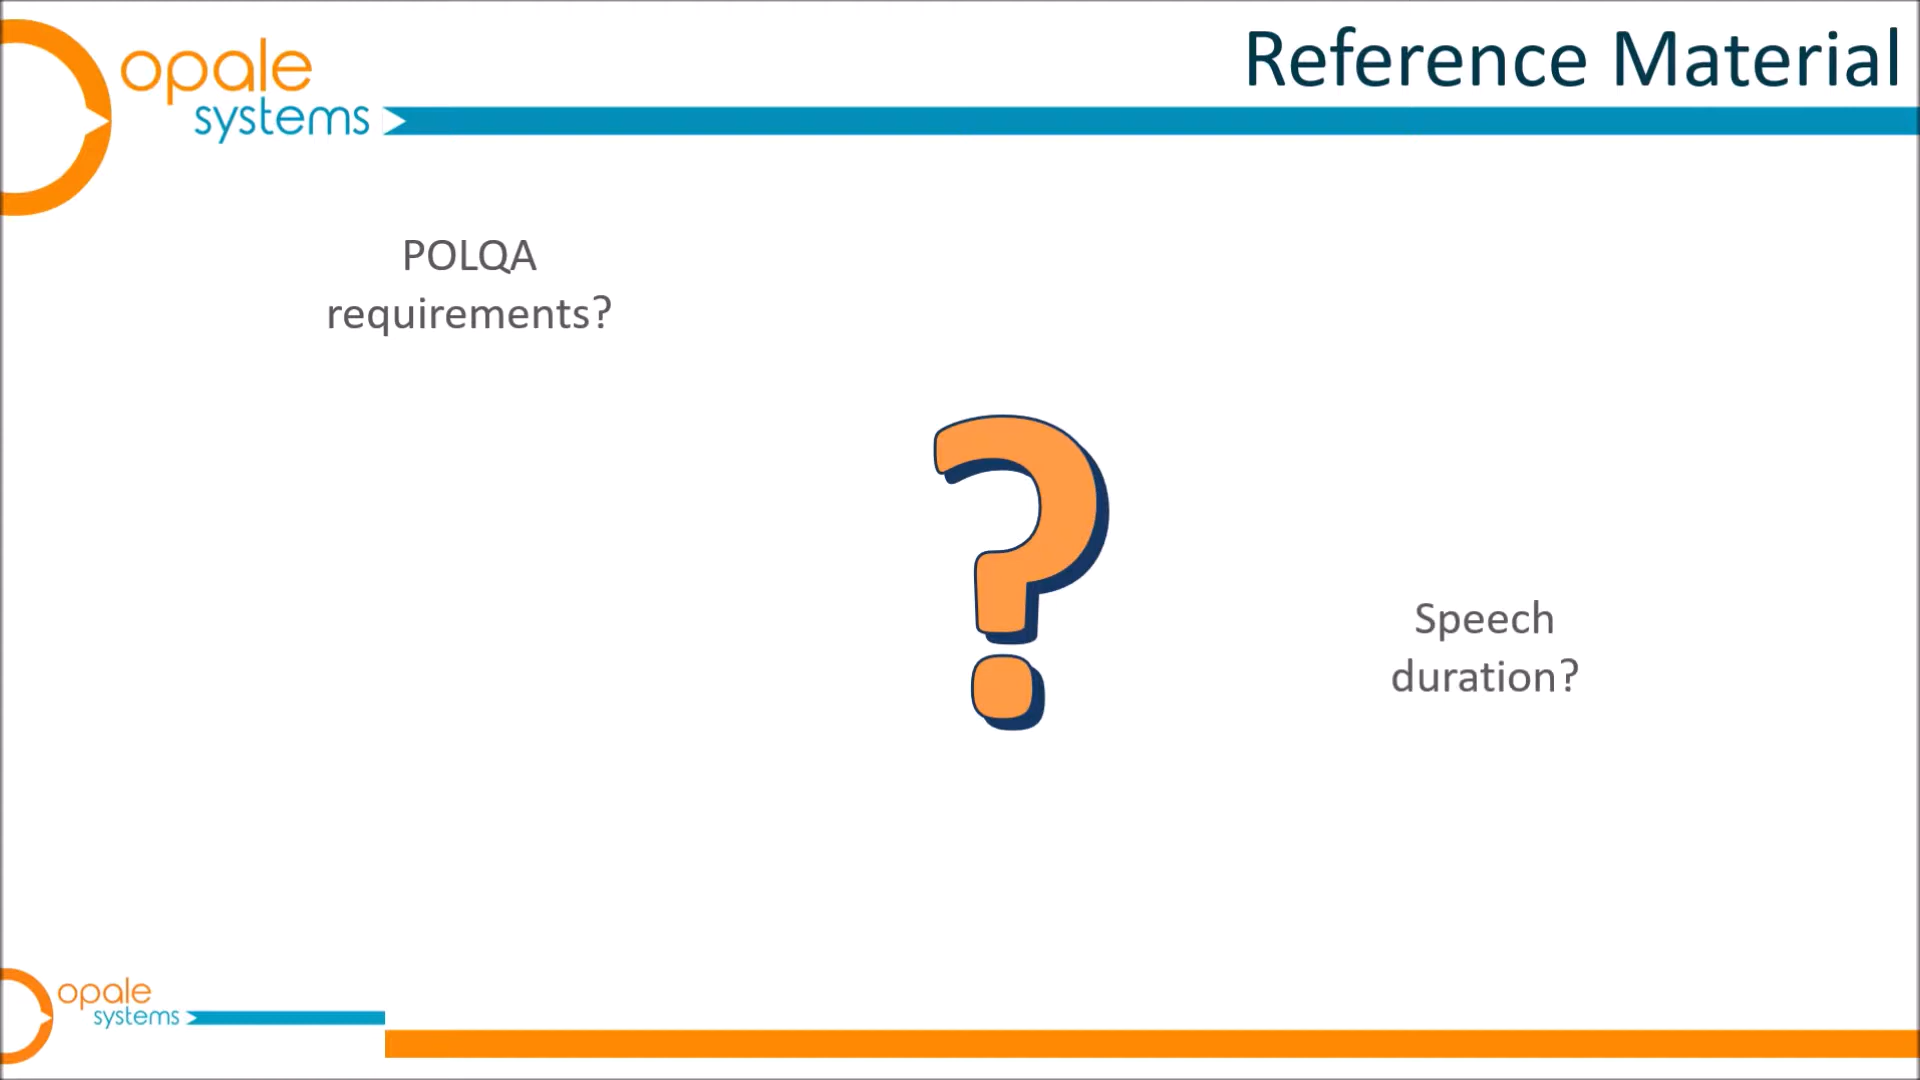 opale
systems
Reference Material
POLQA
requirements?
?
Speech
duration?
opale
systems